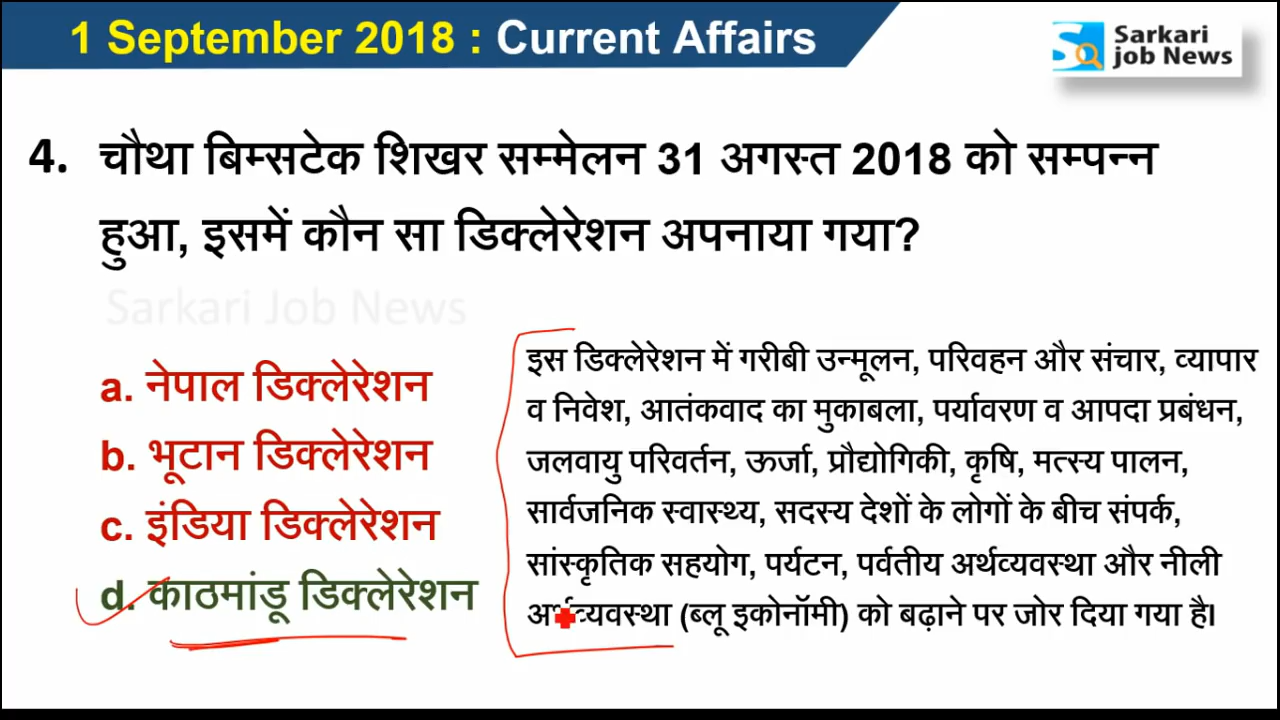 1 September 2018 : Current Affairs
Sarkari
job News
4. चौथा बिम्सटेक शिखर सम्मेलन 31 अगस्त 2018 को सम्पन्न
हुआ, इसमें कौन सा डिक्लेरेशन अपनाया गया?
Sarkari Job News
a. नेपाल डिक्लेरेशन
b. भूटान डिक्लेरेशन
c. इंडिया डिक्लेरेशन
d. काठमांडू डिक्लेरेशन
इस डिक्लेरेशन में गरीबी उन्मूलन, परिवहन और संचार, व्यापार
व निवेश, आतंकवाद का मुकाबला, पर्यावरण व आपदा प्रबंधन,
जलवायु परिवर्तन, ऊर्जा, प्रौद्योगिकी, कृषि, मत्स्य पालन,
सार्वजनिक स्वास्थ्य, सदस्य देशों के लोगों के बीच संपर्क,
सांस्कृतिक सहयोग, पर्यटन, पर्वतीय अर्थव्यवस्था और नीली
अर्थव्यवस्था (ब्लू इकोनॉमी) को बढ़ाने पर जोर दिया गया है।